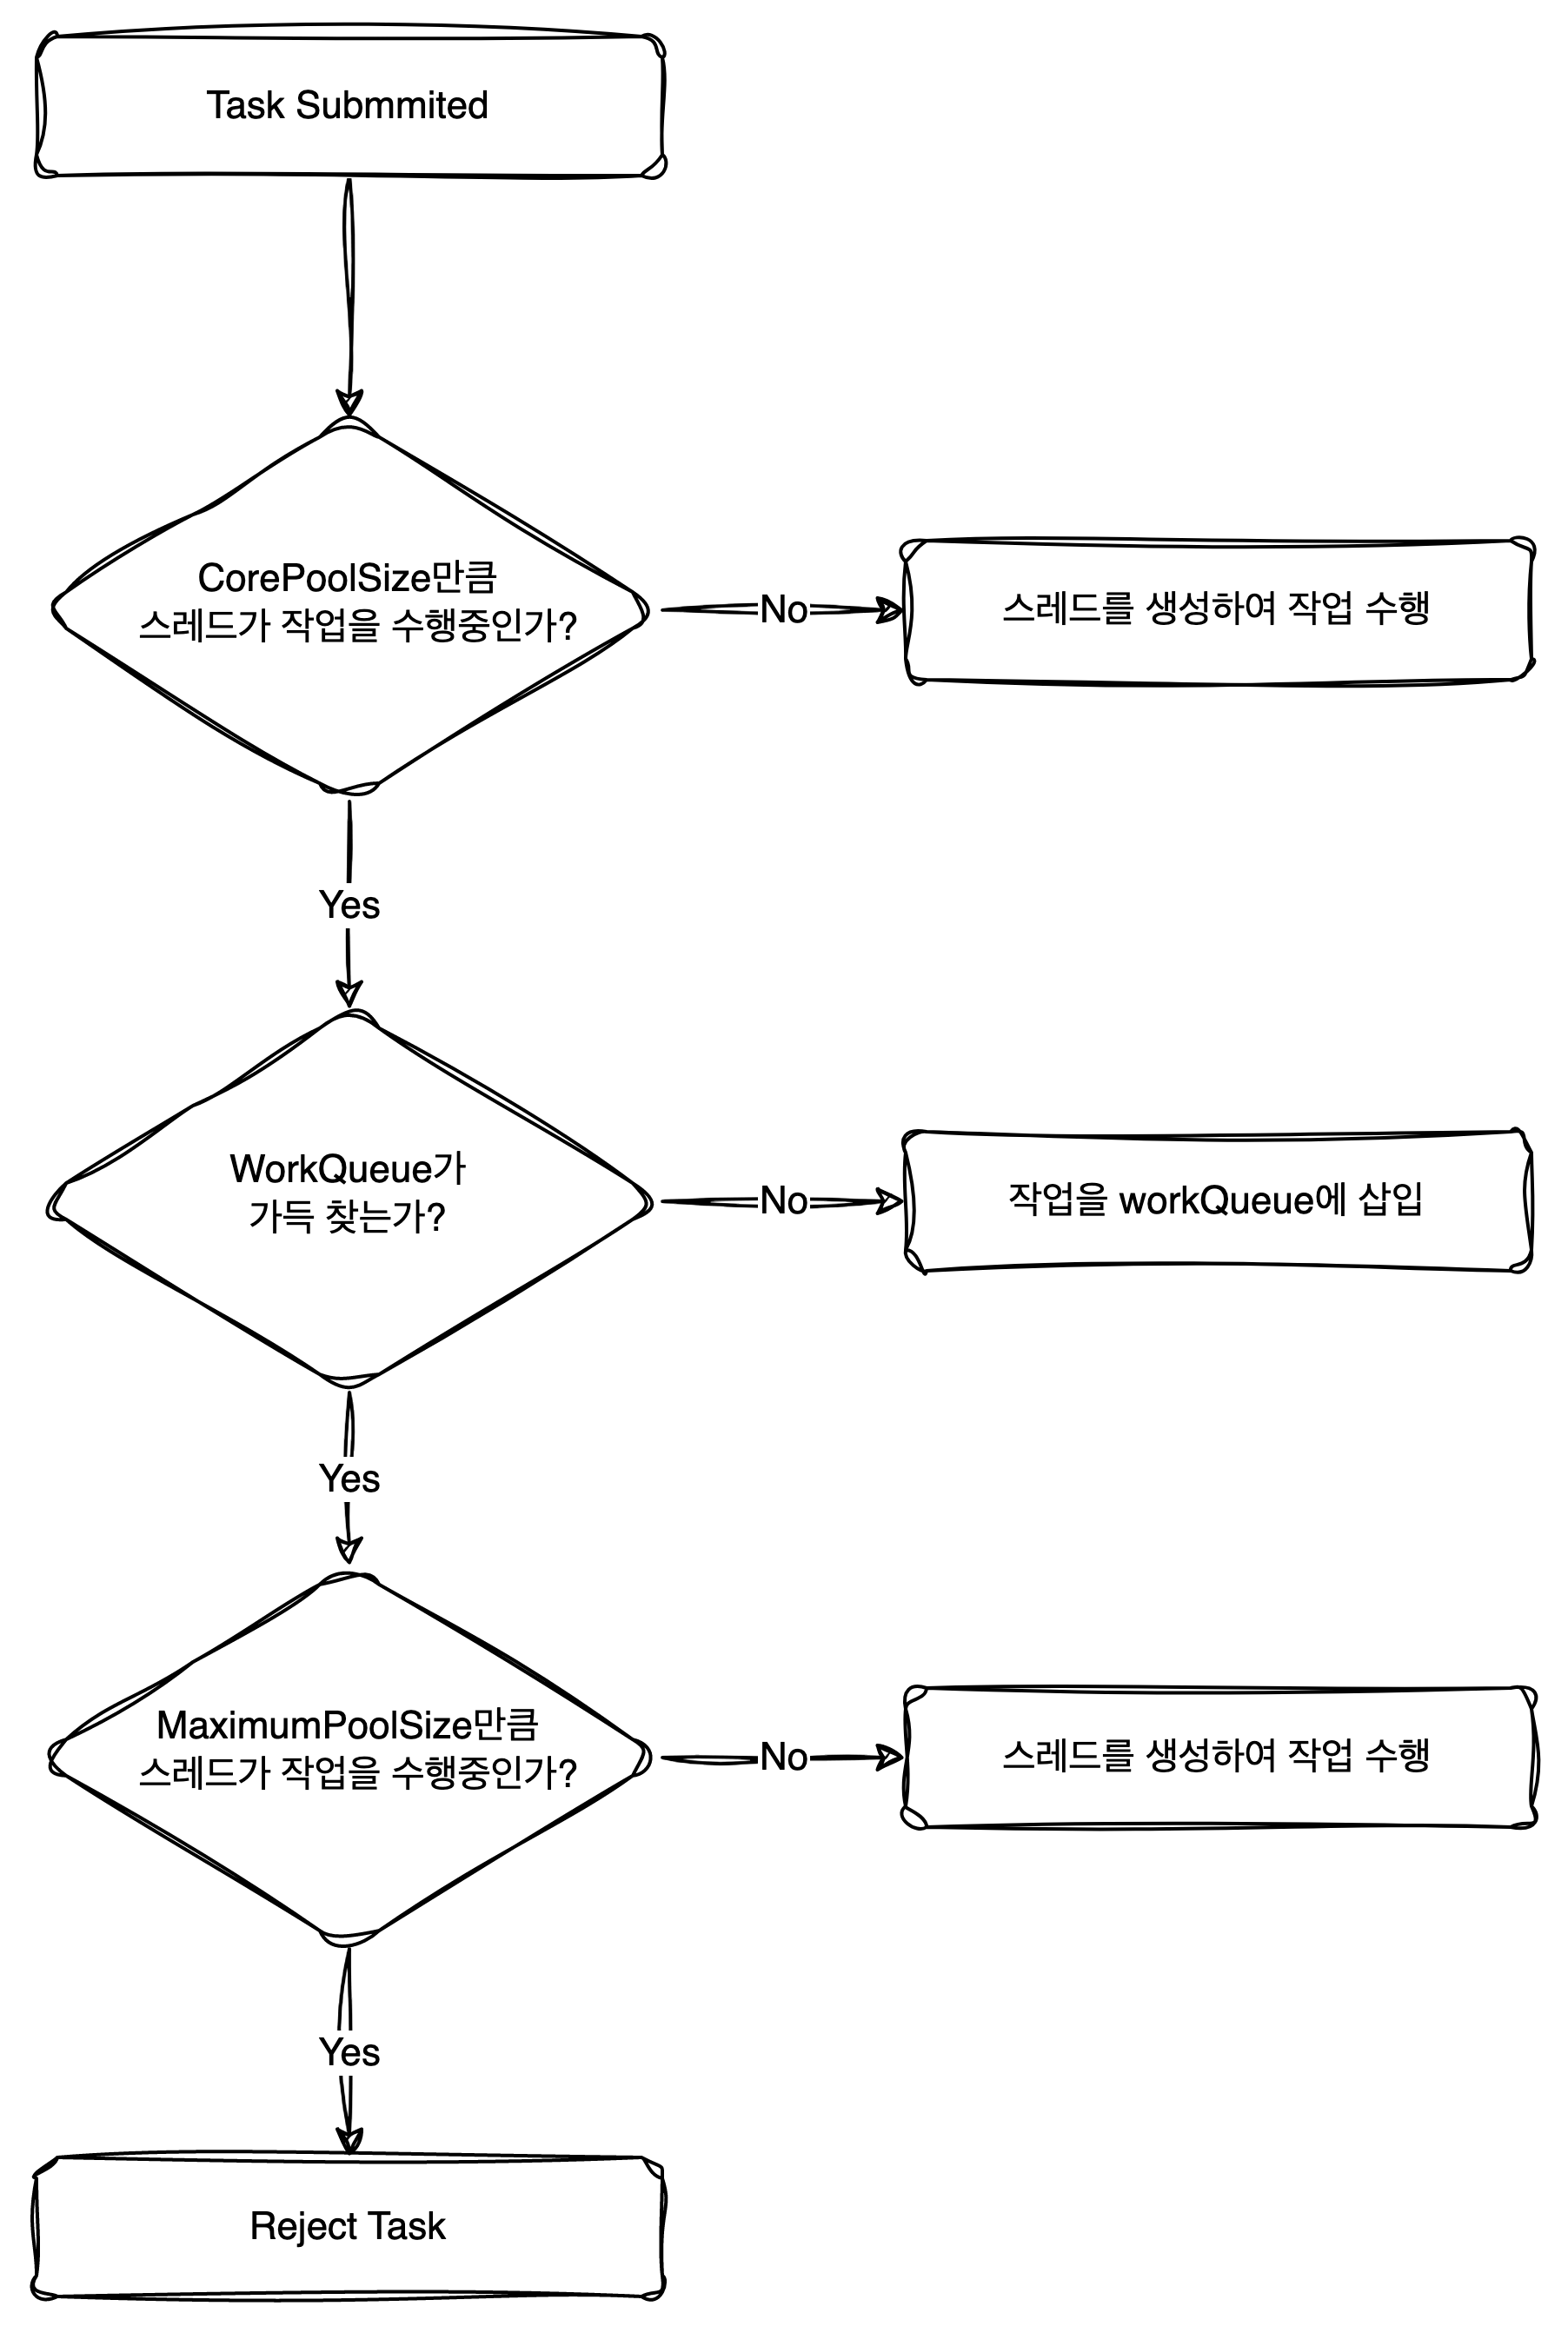 Task Submmited
CorePoolSize만큼
스레드가 작업을 수행중인가?
No
스레드를 생성하여 작업 수행
Yes
WorkQueue가
가득 찾는가?
No
작업을 workQueue에 삽입
Yes
MaximumPoolSize만큼
스레드가 작업을 수행중인가?
No
스레드를 생성하여 작업 수행
Yes
Reject Task